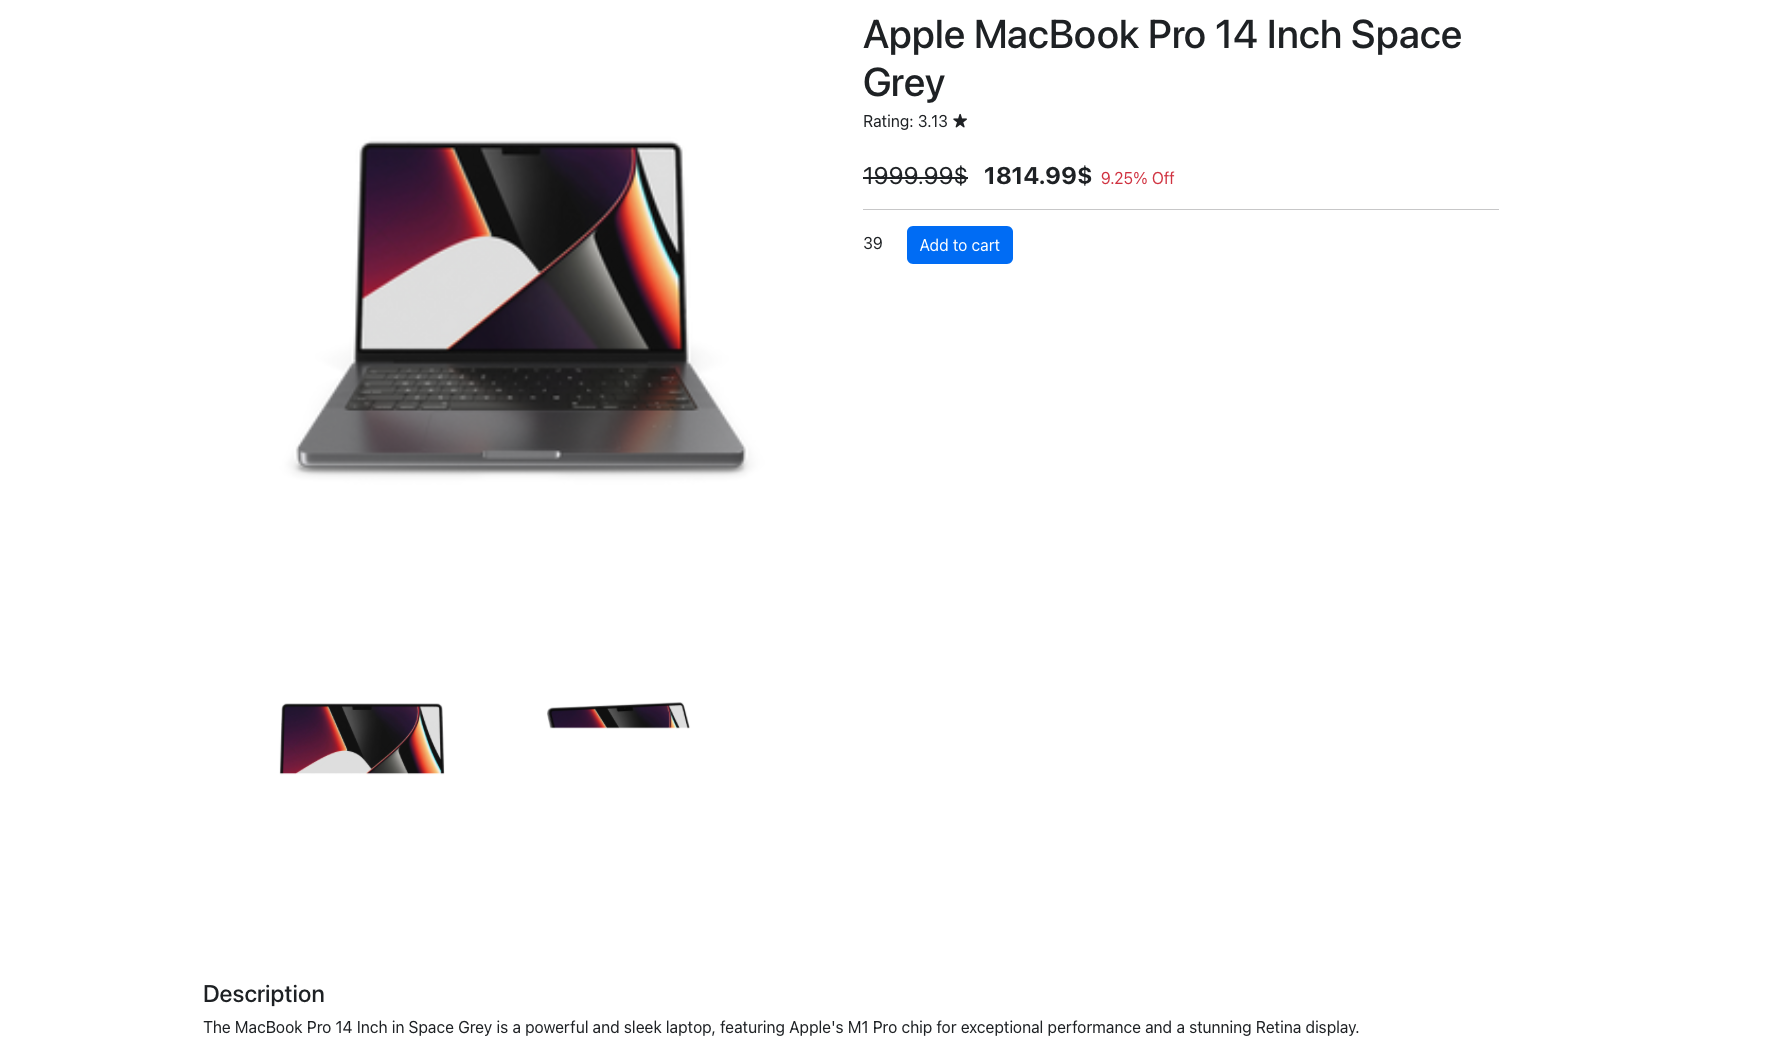 Apple MacBook Pro 14 Inch Space
Grey
Rating: 3.13 ★
1999.99$ 1814.99$ 9.25% Off
39 Add to cart
Description
The MacBook Pro 14 Inch in Space Grey is a powerful and sleek laptop, featuring Apple's M1 Pro chip for exceptional performance and a stunning Retina display.